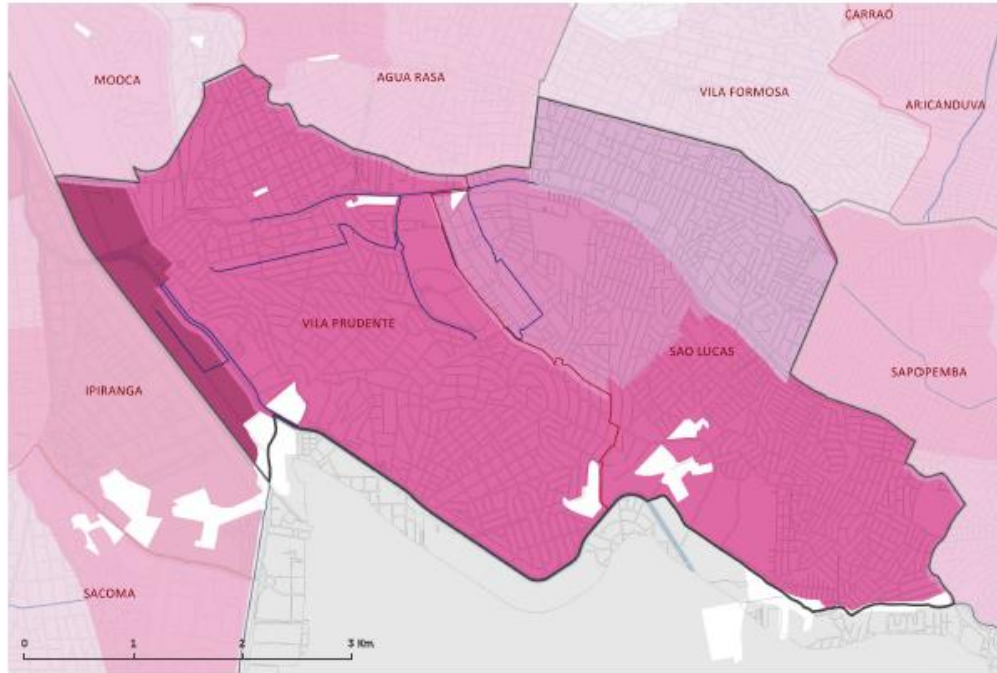 CARRAO
MOOCA
AGUA RASA
VILA FORMOSA
ARICANDUVA
VILA PRUDENTE
SAO LUCAS
SAPOPEMBA
IPIRANGA
SACOMA
0 1 2 3 Km.